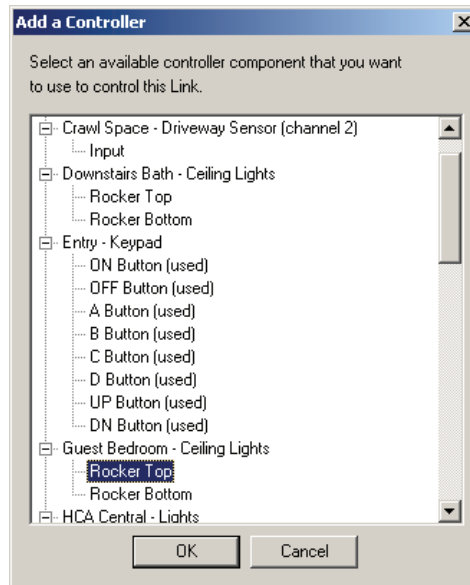 Add a Controller
Select an available controller component that you want
to use to control this Link.
Crawl Space - Driveway Sensor (channel 2)
Input
Downstairs Bath - Ceiling Lights
Rocker Top
Rocker Bottom
Entry - Keypad
ON Button (used)
OFF Button (used)
A Button (used)
B Button (used)
C Button (used)
D Button (used)
UP Button (used)
DN Button (used)
Guest Bedroom - Ceiling Lights
Rocker Top
Rocker Bottom
HCA Central - Lights
OK Cancel